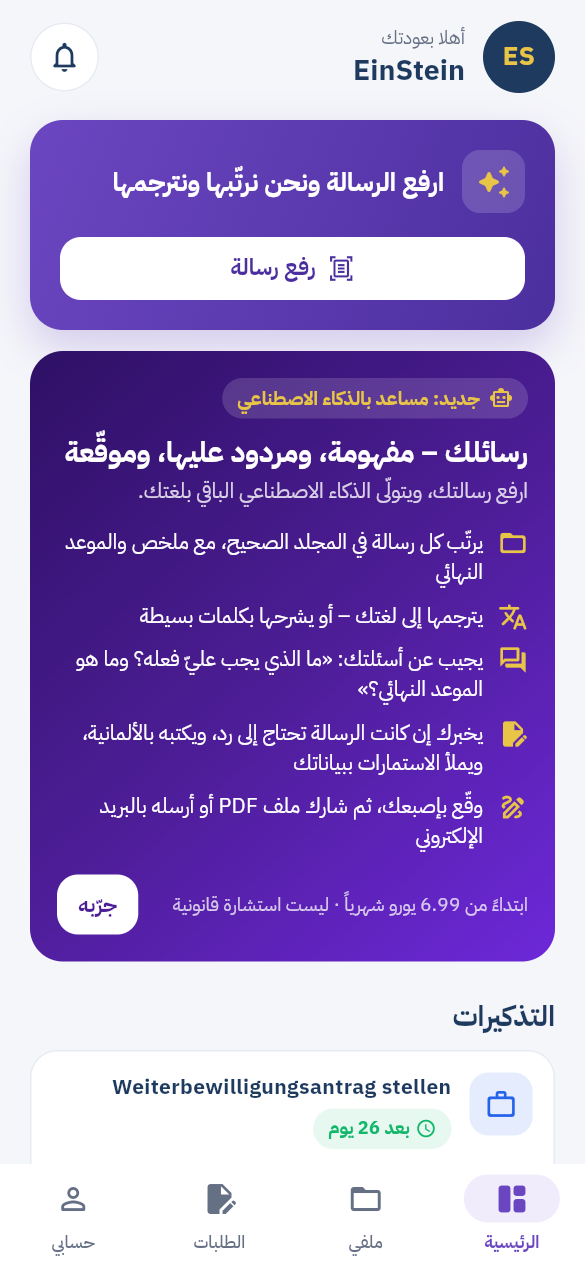 ES
أهلا بعودتك
EinStein
ارفع الرسالة ونحن نرتّبها ونترجمها
رفع رسالة
جديد: مساعد بالذكاء الاصطناعي
رسائلك – مفهومة، ومردود عليها، وموقّعة
ارفع رسالتك، ويتولّى الذكاء الاصطناعي الباقي بلغتك.
يرتّب كل رسالة في المجلد الصحيح، مع ملخص والموعد
النهائي
يترجمها إلى لغتك – أو يشرحها بكلمات بسيطة
يجيب عن أسئلتك: «ما الذي يجب عليّ فعله؟ وما هو
الموعد النهائي؟»
يخبرك إن كانت الرسالة تحتاج إلى رد، ويكتبه بالألمانية،
ويملأ الاستمارات ببياناتك
وقّع بإصبعك، ثم شارك ملف PDF أو أرسله بالبريد
الإلكتروني
ابتداءً من 6.99 يورو شهرياً · ليست استشارة قانونية
جرّبه
التذكيرات
Weiterbewilligungsantrag stellen
بعد 26 يوم
الرئيسية
ملفي
الطلبات
حسابي